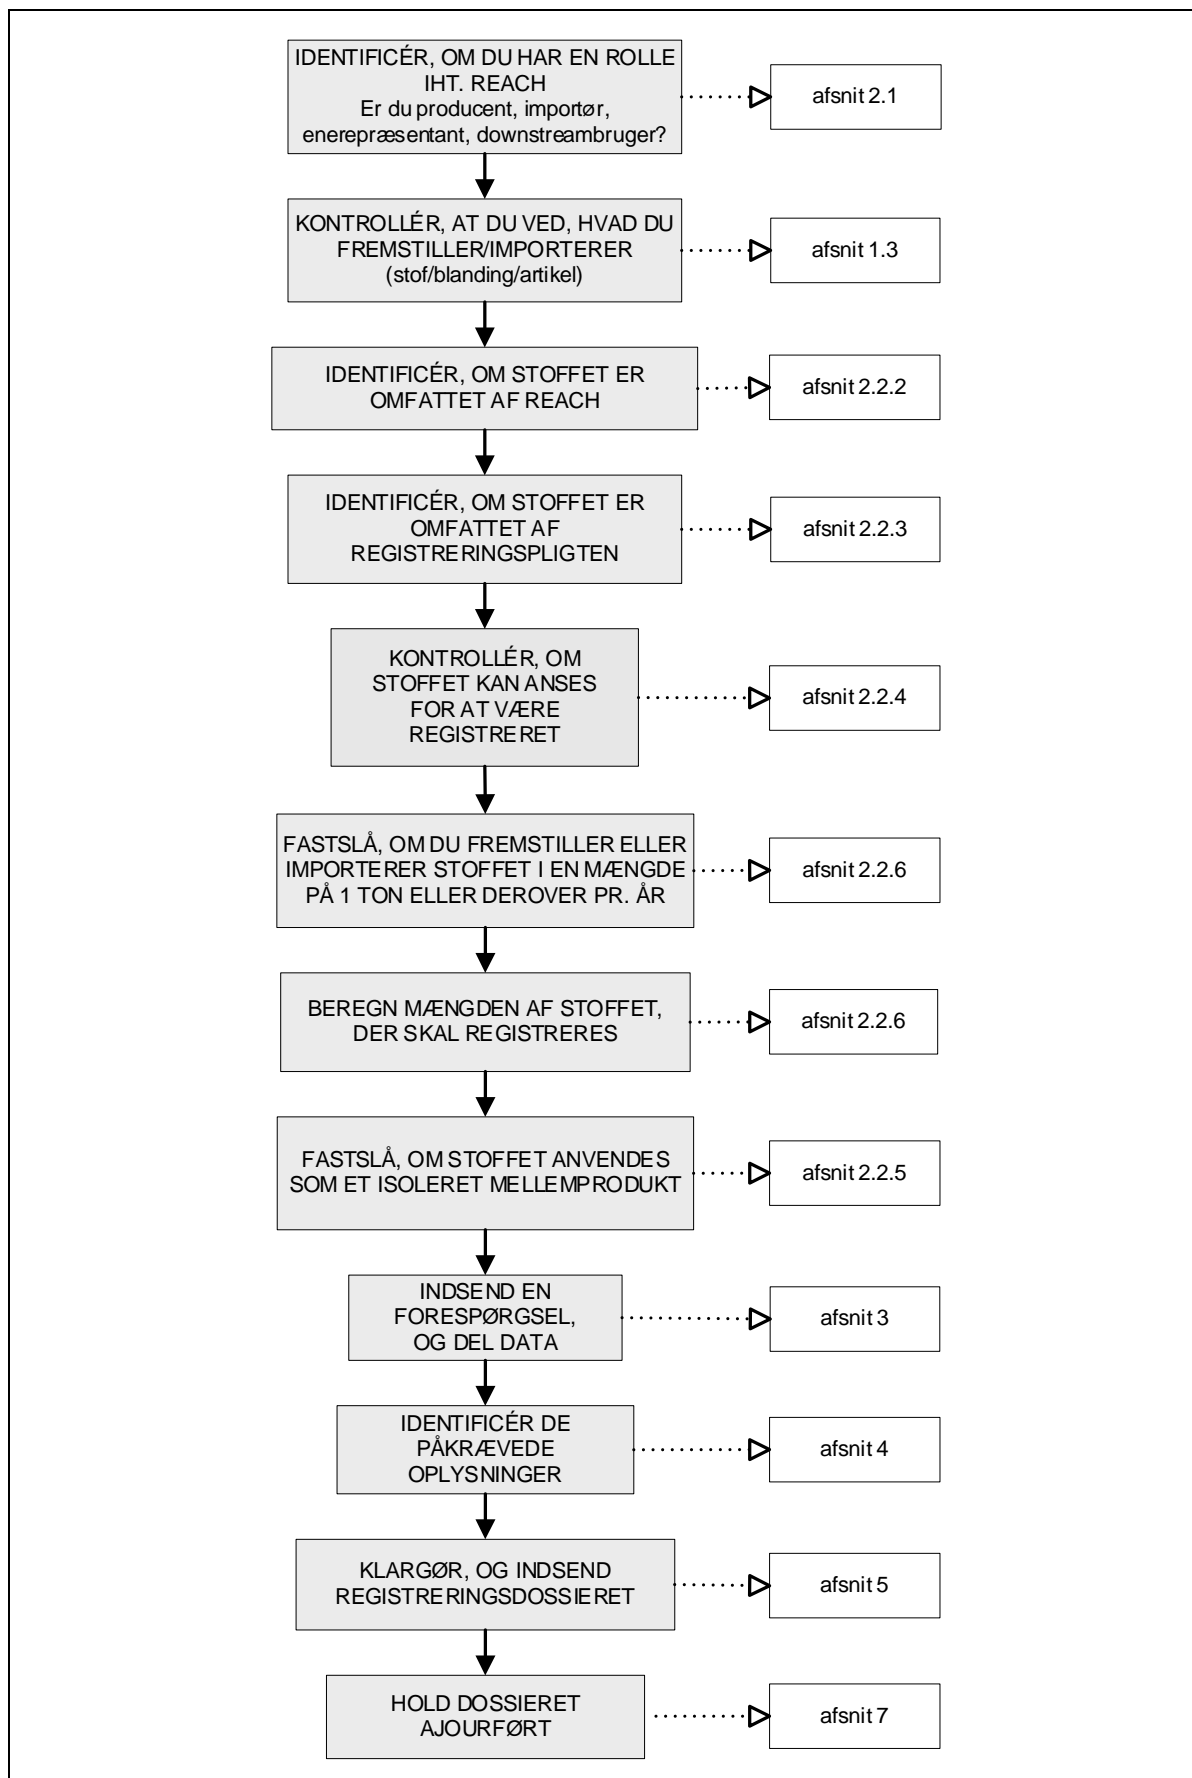 IDENTIFICÉR, OM DU HAR EN ROLLE
IHT. REACH
Er du producent, importør,
enerepræsentant, downstreambruger?
afsnit 2.1
KONTROLLÉR, AT DU VED, HVAD DU
FREMSTILLER/IMPORTERER
(stof/blanding/artikel)
afsnit 1.3
IDENTIFICÉR, OM STOFFET ER
OMFATTET AF REACH
afsnit 2.2.2
IDENTIFICÉR, OM STOFFET ER
OMFATTET AF
REGISTRERINGSPLIGTEN
afsnit 2.2.3
KONTROLLÉR, OM
STOFFET KAN ANSES
FOR AT VÆRE
REGISTRERET
afsnit 2.2.4
FASTSLÅ, OM DU FREMSTILLER ELLER
IMPORTERER STOFFET I EN MÆNGDE
PÅ 1 TON ELLER DEROVER PR. ÅR
afsnit 2.2.6
BEREGN MÆNGDEN AF STOFFET,
DER SKAL REGISTRERES
afsnit 2.2.6
FASTSLÅ, OM STOFFET ANVENDES
SOM ET ISOLERET MELLEMPRODUKT
afsnit 2.2.5
INDSEND EN
FORESPØRGSEL,
OG DEL DATA
afsnit 3
IDENTIFICÉR DE
PÅKRÆVEDE
OPLYSNINGER
afsnit 4
KLARGØR, OG INDSEND
REGISTRERINGSDOSSIERET
afsnit 5
HOLD DOSSIERET
AJOURFØRT
afsnit 7